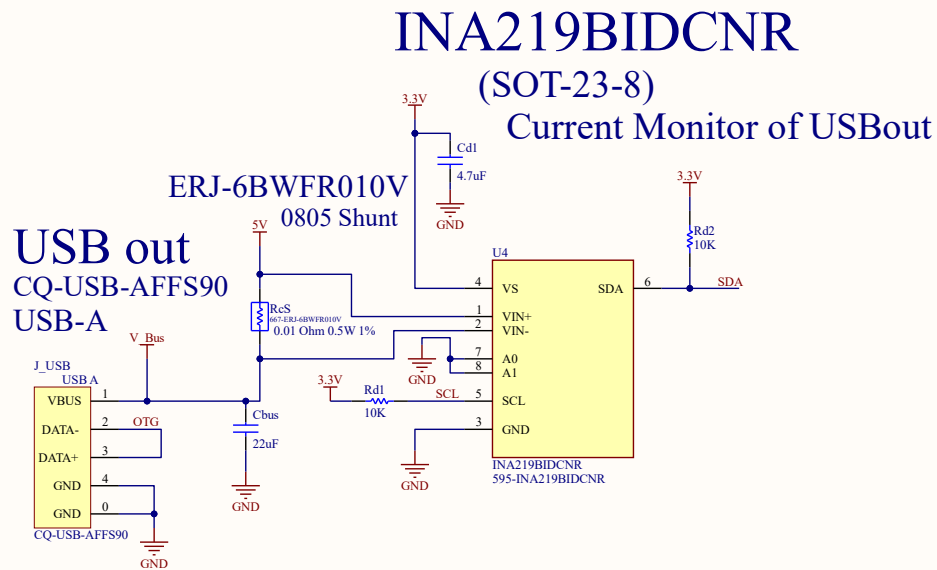 INA219BIDCNR
(SOT-23-8)
Current Monitor of USBout
3.3V
Cd1
4.7uF
GND
ERJ-6BWFR010V
0805 Shunt
5V
3.3V
Rd2
10K
USB out
CQ-USB-AFFS90
USB-A
RcS
667-ERJ-6BWFR010V
0.01 Ohm 0.5W 1%
V_Bus
U4
4 VS
1 VIN+
2 VIN-
7 A0
8 A1
5 SCL
3 GND
SDA 6 SDA
GND
3.3V
Rd1
10K
SCL
GND
INA219BIDCNR
595-INA219BIDCNR
J_USB
USB A
VBUS 1
DATA- 2 OTG
DATA+ 3
GND 4
GND 0
CQ-USB-AFFS90
GND
Cbus
22uF
GND